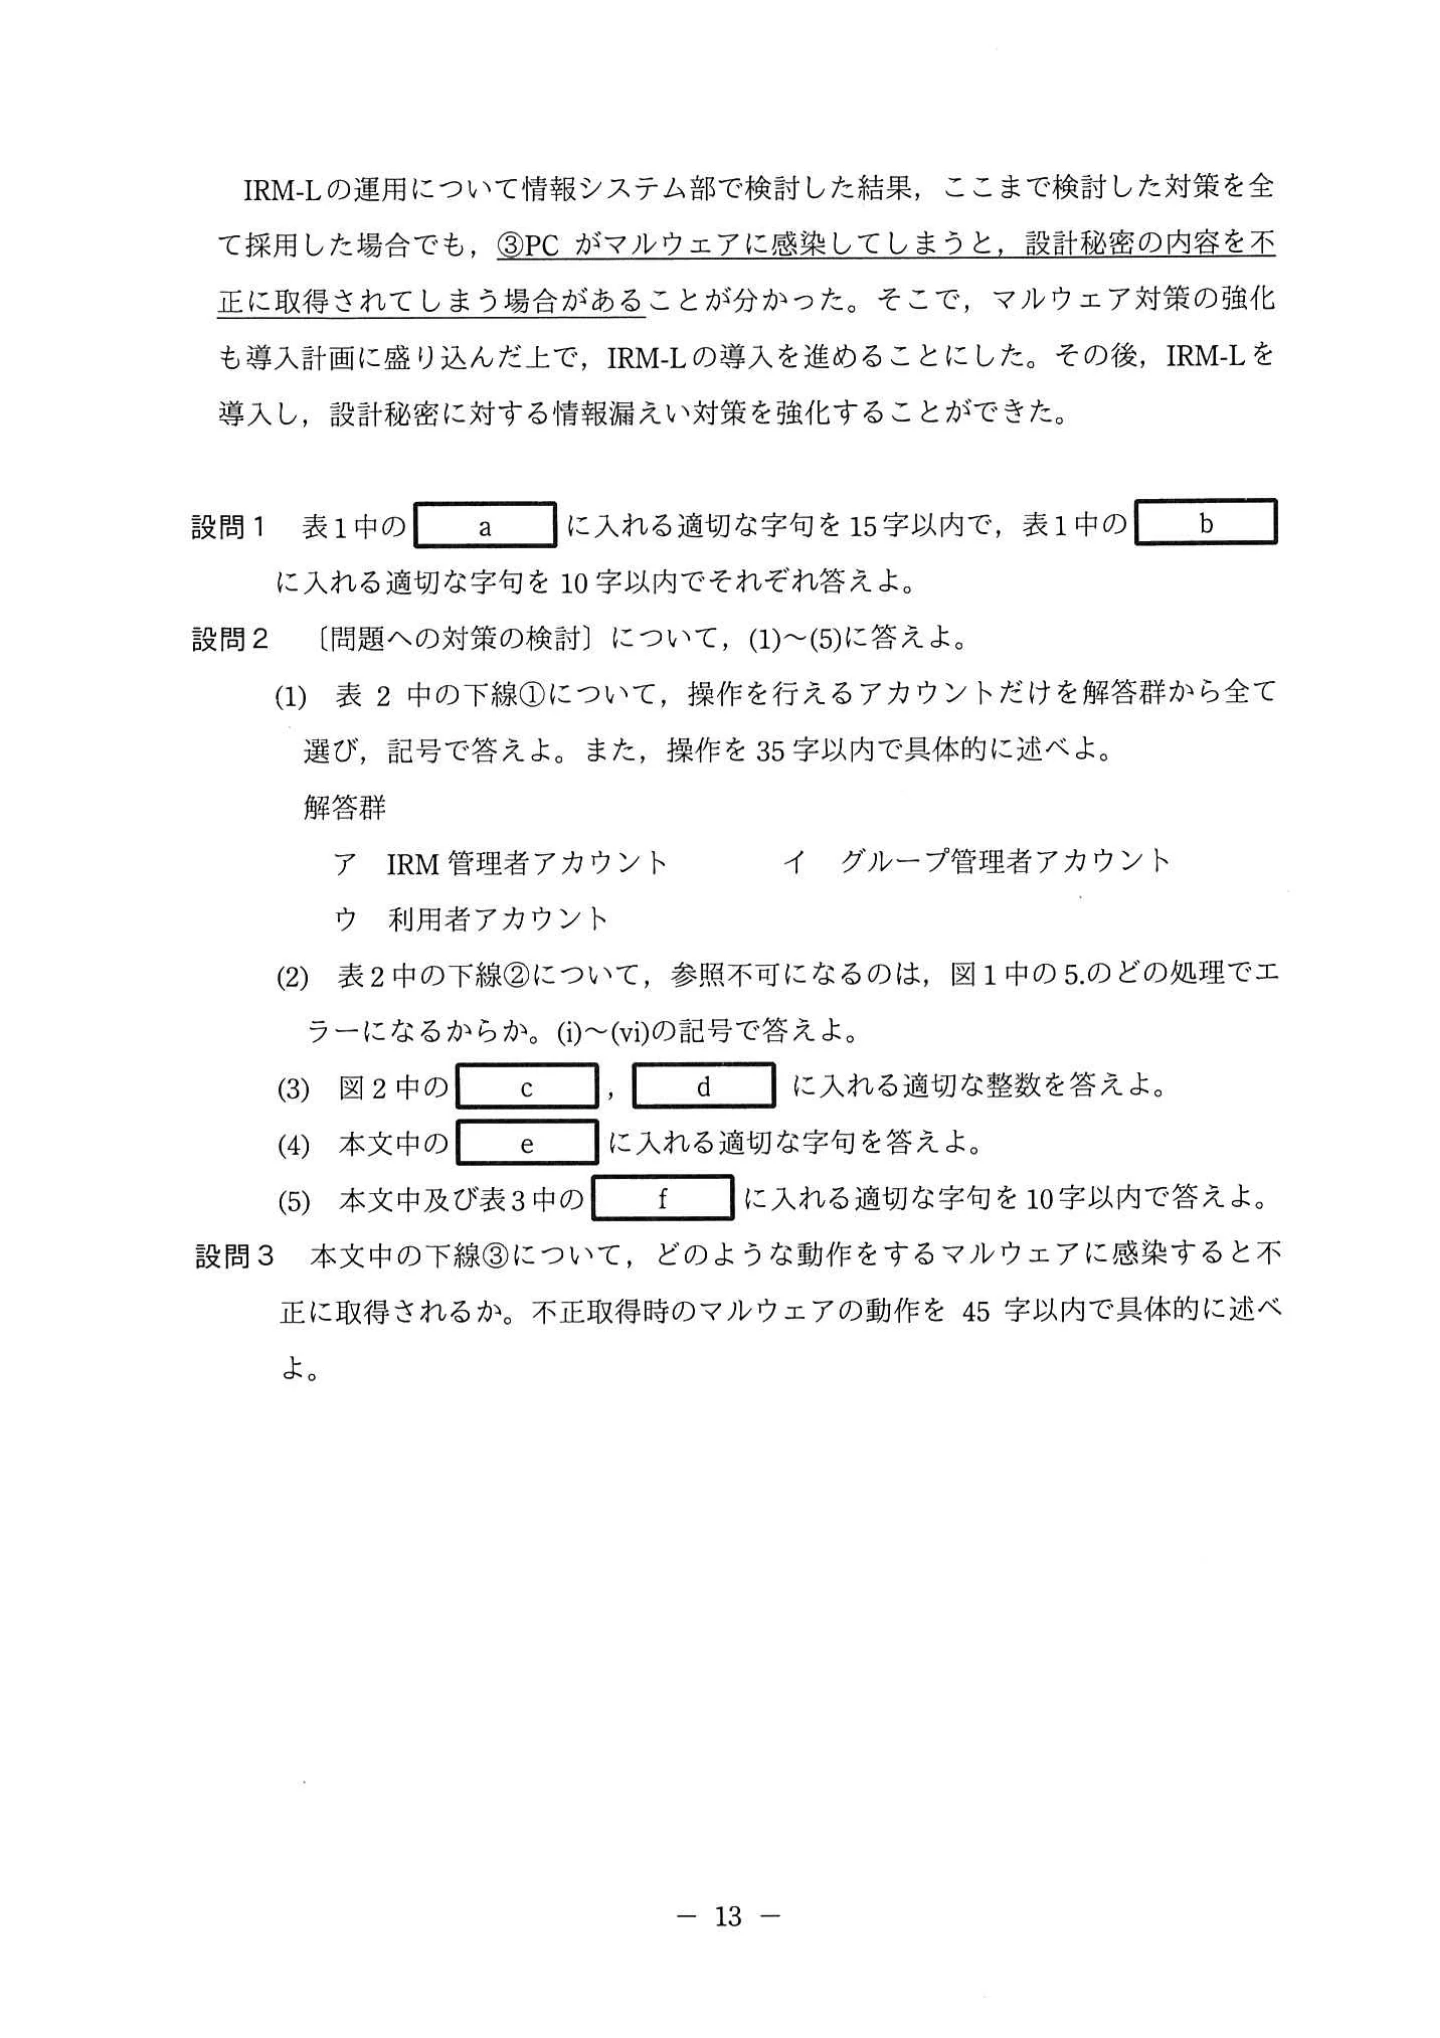 IRM-Lの運用について情報システム部で検討した結果，ここまで検討した対策を全
て採用した場合でも，③PC がマルウェアに感染してしまうと，設計秘密の内容を不
正に取得されてしまう場合があることが分かった。そこで，マルウェア対策の強化
も導入計画に盛り込んだ上で，IRM-Lの導入を進めることにした。その後，IRM-Lを
導入し，設計秘密に対する情報漏えい対策を強化することができた。
設問1　表1中の a に入れる適切な字句を 15字以内で，表1中の b
に入れる適切な字句を 10 字以内でそれぞれ答えよ。
設問2　〔問題への対策の検討〕について，(1)～(5)に答えよ。
(1)　表 2 中の下線①について，操作を行えるアカウントだけを解答群から全て
選び，記号で答えよ。また，操作を 35 字以内で具体的に述べよ。
解答群
ア　IRM 管理者アカウント　イ　グループ管理者アカウント
ウ　利用者アカウント
(2)　表2中の下線②について，参照不可になるのは，図1中の5.のどの処理でエ
ラーになるからか。(i)～(vi)の記号で答えよ。
(3)　図2中の c ， d に入れる適切な整数を答えよ。
(4)　本文中の e に入れる適切な字句を答えよ。
(5)　本文中及び表3中の f に入れる適切な字句を10字以内で答えよ。
設問3　本文中の下線③について，どのような動作をするマルウェアに感染すると不
正に取得されるか。不正取得時のマルウェアの動作を 45 字以内で具体的に述べ
よ。
－ 13 －